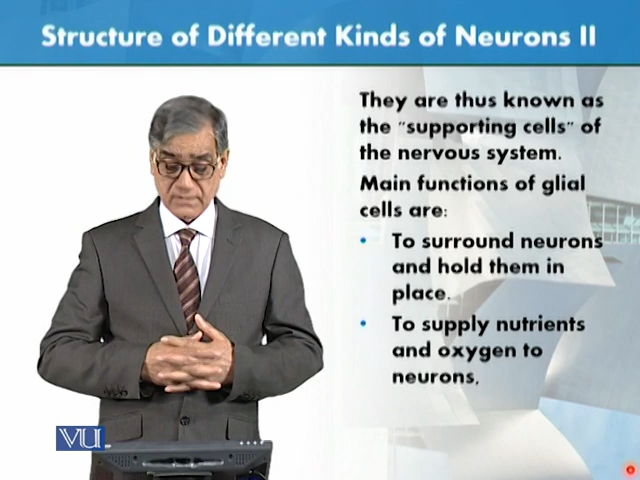 Structure of Different Kinds of Neurons II
They are thus known as
the "supporting cells" of
the nervous system.
Main functions of glial
cells are:
• To surround neurons
and hold them in
place.
• To supply nutrients
and oxygen to
neurons,
VU